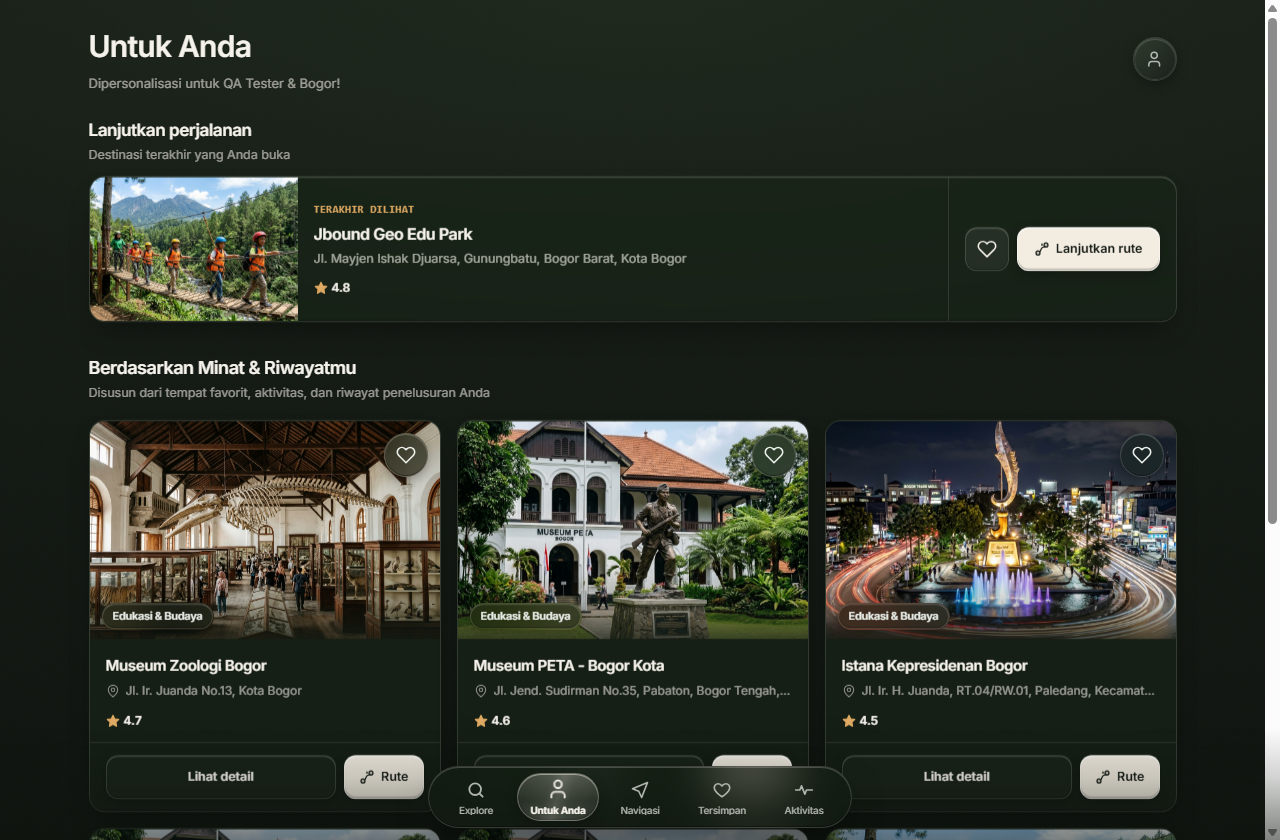 Untuk Anda
Dipersonalisasi untuk QA Tester & Bogor!
Lanjutkan perjalanan
Destinasi terakhir yang Anda buka
TERAKHIR DILIHAT
Jbound Geo Edu Park
Jl. Mayjen Ishak Djuarsa, Gunungbatu, Bogor Barat, Kota Bogor
4.8
Lanjutkan rute
Berdasarkan Minat & Riwayatmu
Disusun dari tempat favorit, aktivitas, dan riwayat penelusuran Anda
MUSEUM PETA
BOGOR
Edukasi & Budaya
Edukasi & Budaya
Edukasi & Budaya
Museum Zoologi Bogor
Jl. Ir. Juanda No.13, Kota Bogor
4.7
Museum PETA - Bogor Kota
Jl. Jend. Sudirman No.35, Pabaton, Bogor Tengah,...
4.6
Istana Kepresidenan Bogor
Jl. Ir. H. Juanda, RT.04/RW.01, Paledang, Kecamat...
4.5
Lihat detail
Rute
Lihat detail
Rute
Explore
Untuk Anda
Navigasi
Tersimpan
Aktivitas